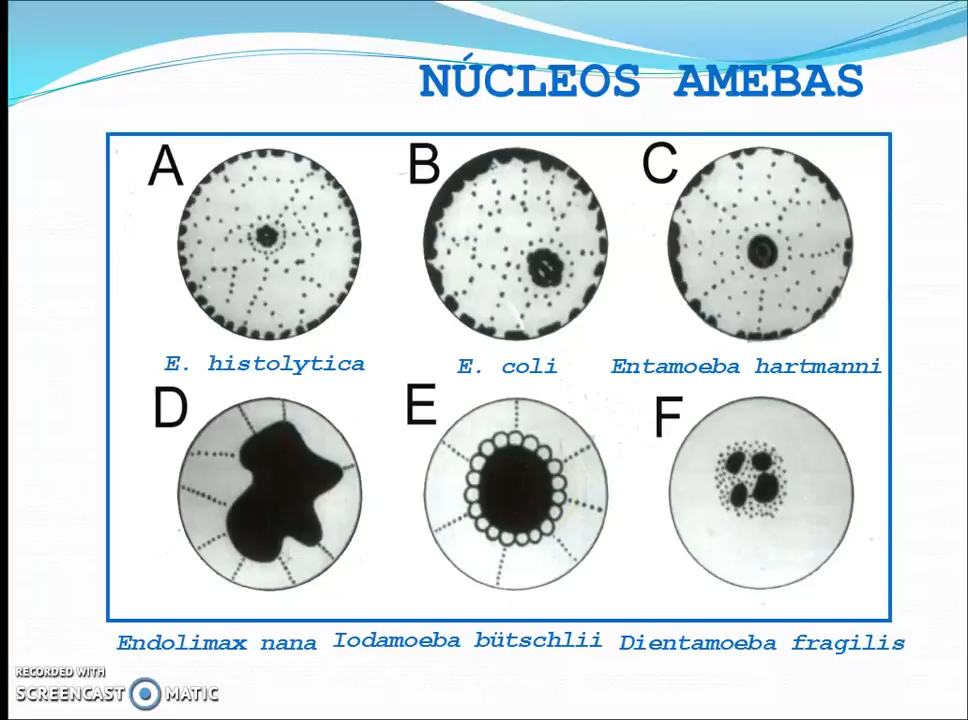 NÚCLEOS AMEBAS
A B C
E. histolytica E. coli Entamoeba hartmanni
D E F
Endolimax nana Iodamoeba bütschlii Dientamoeba fragilis
RECORDED WITH
SCREENCAST MATIC